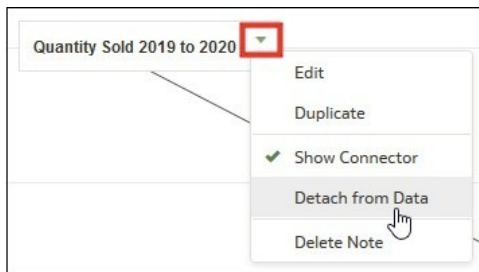 Quantity Sold 2019 to 2020
Edit
Duplicate
Show Connector
Detach from Data
Delete Note